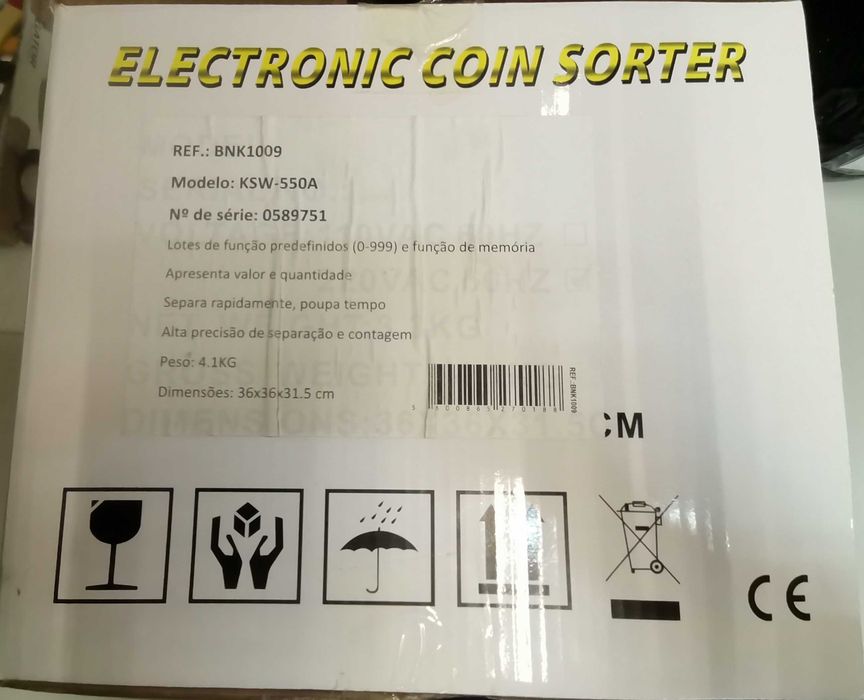 ELECTRONIC COIN SORTER
REF.: BNK1009
Modelo: KSW-550A
Nº de série: 0589751
Lotes de função predefinidos (0-999) e função de memória
Apresenta valor e quantidade
Separa rapidamente, poupa tempo
Alta precisão de separação e contagem
Peso: 4.1KG
Dimensões: 36x36x31.5 cm
REF.:BNK1009
CM
CE